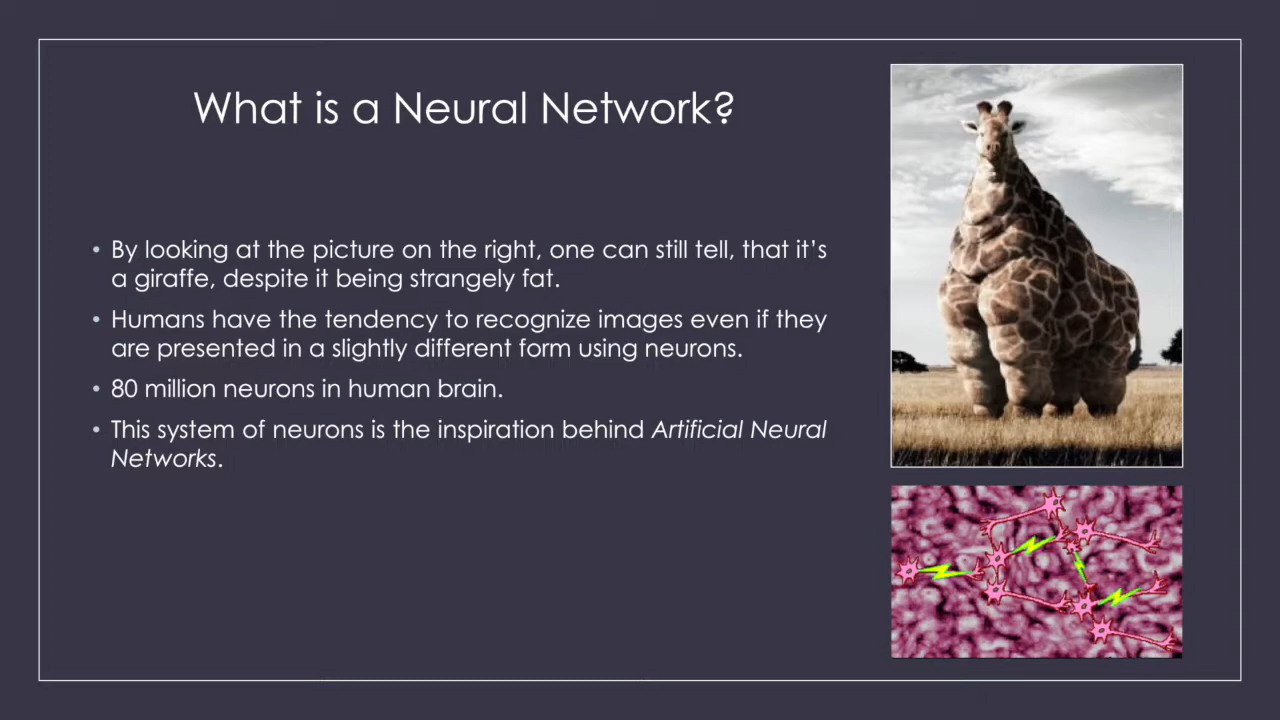 What is a Neural Network?
• By looking at the picture on the right, one can still tell, that it’s
a giraffe, despite it being strangely fat.
• Humans have the tendency to recognize images even if they
are presented in a slightly different form using neurons.
• 80 million neurons in human brain.
• This system of neurons is the inspiration behind Artificial Neural
Networks.